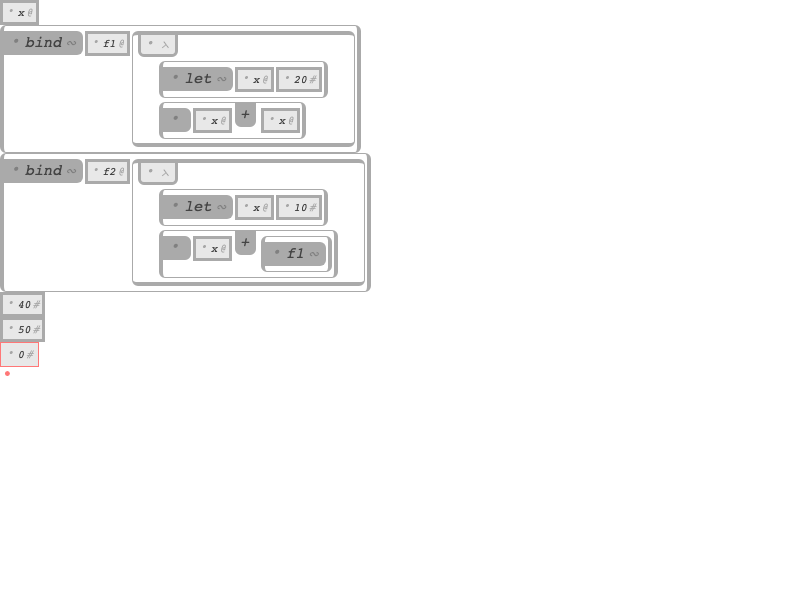 * x @
* bind ~ * f1 @ * λ
* let ~ * x @ * 20 #
* * x @ + * x @
* bind ~ * f2 @ * λ
* let ~ * x @ * 10 #
* * x @ + * f1 ~
* 40 #
* 50 #
* 0 #